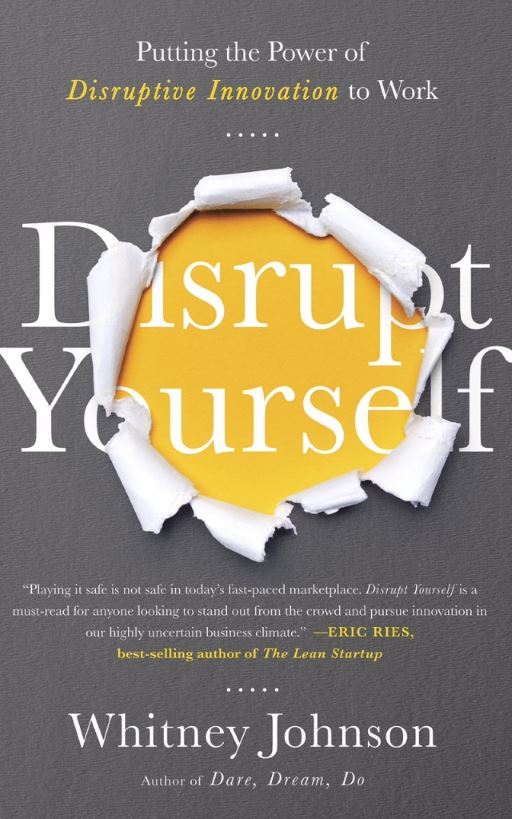 Putting the Power of
Disruptive Innovation to Work
.....
Disrupt
Yourself
“Playing it safe is not safe in today’s fast-paced marketplace. Disrupt Yourself is a
must-read for anyone looking to stand out from the crowd and pursue innovation in
our highly uncertain business climate.” —ERIC RIES,
best-selling author of The Lean Startup
.....
Whitney Johnson
Author of Dare, Dream, Do